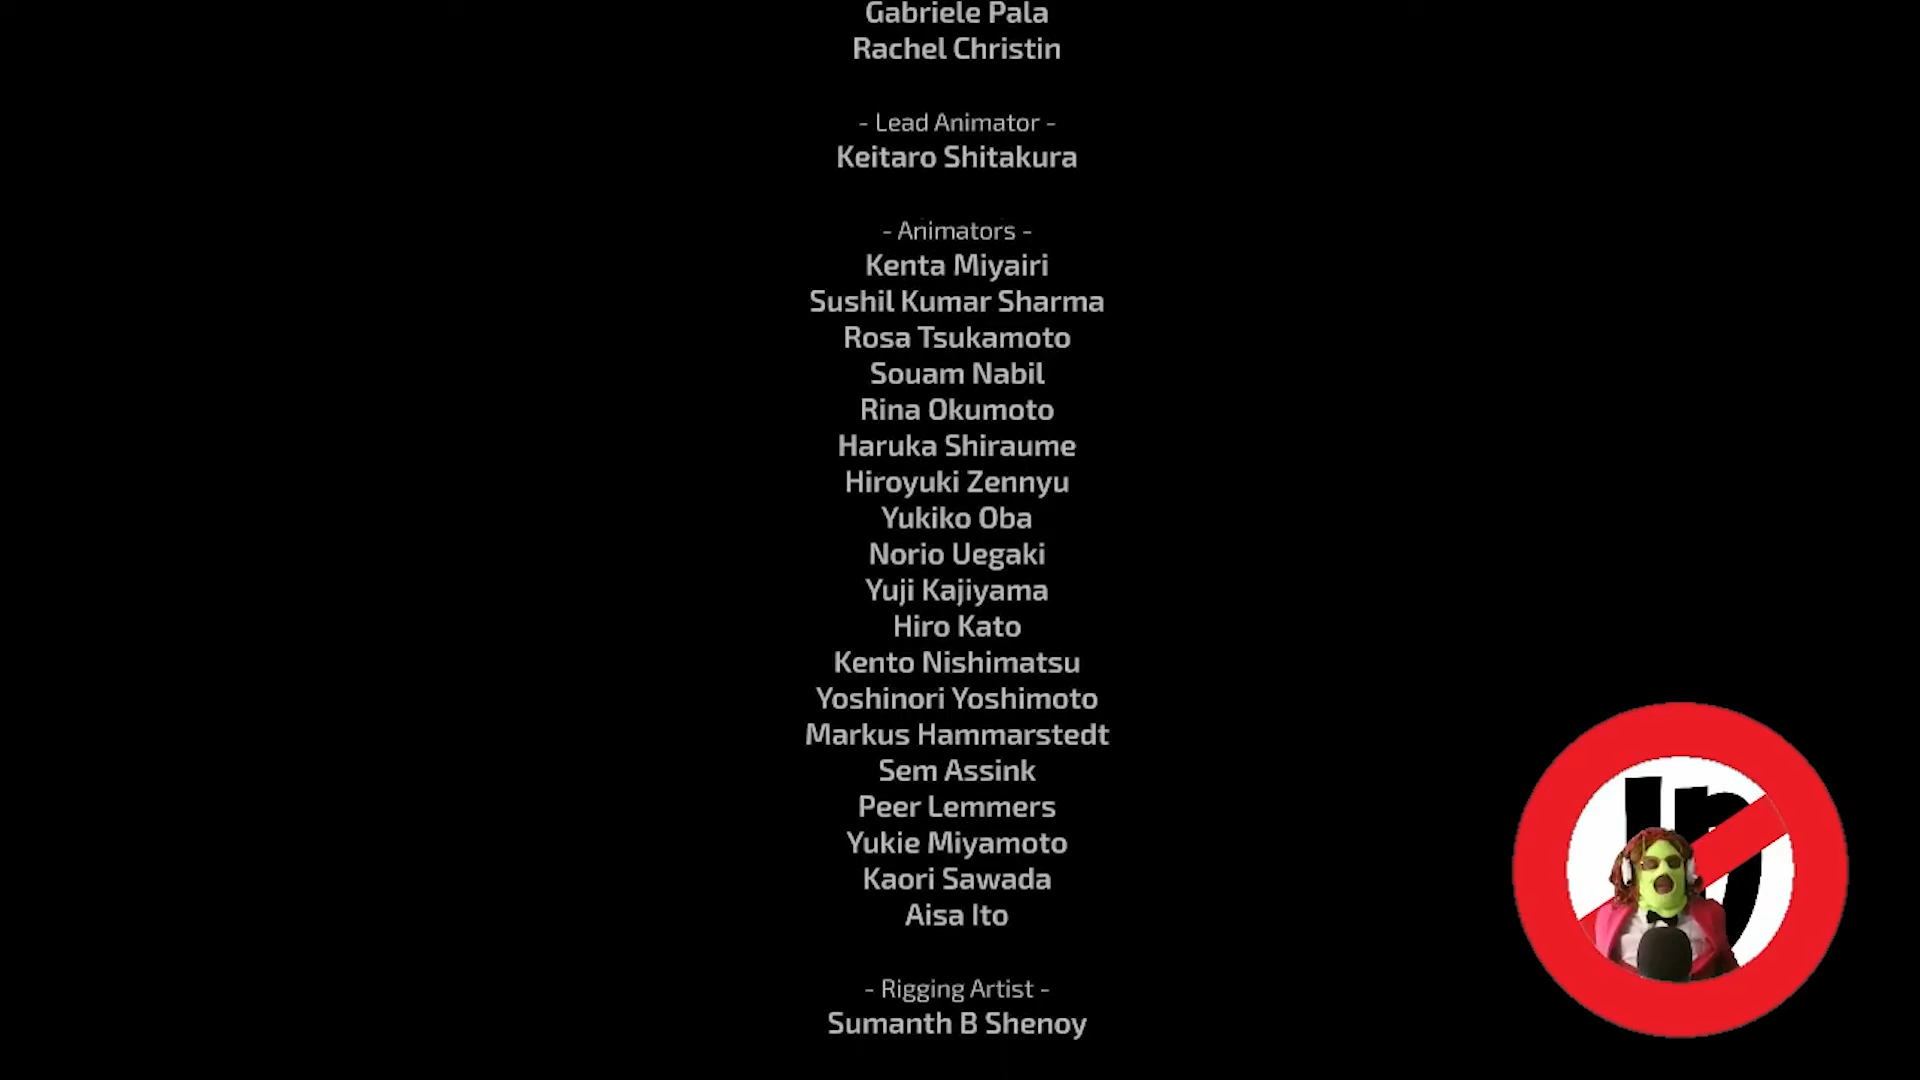 Gabriele Pala
Rachel Christin
- Lead Animator -
Keitaro Shitakura
- Animators -
Kenta Miyairi
Sushil Kumar Sharma
Rosa Tsukamoto
Souam Nabil
Rina Okumoto
Haruka Shiraume
Hiroyuki Zennyu
Yukiko Oba
Norio Uegaki
Yuji Kajiyama
Hiro Kato
Kento Nishimatsu
Yoshinori Yoshimoto
Markus Hammarstedt
Sem Assink
Peer Lemmers
Yukie Miyamoto
Kaori Sawada
Aisa Ito
- Rigging Artist -
Sumanth B Shenoy